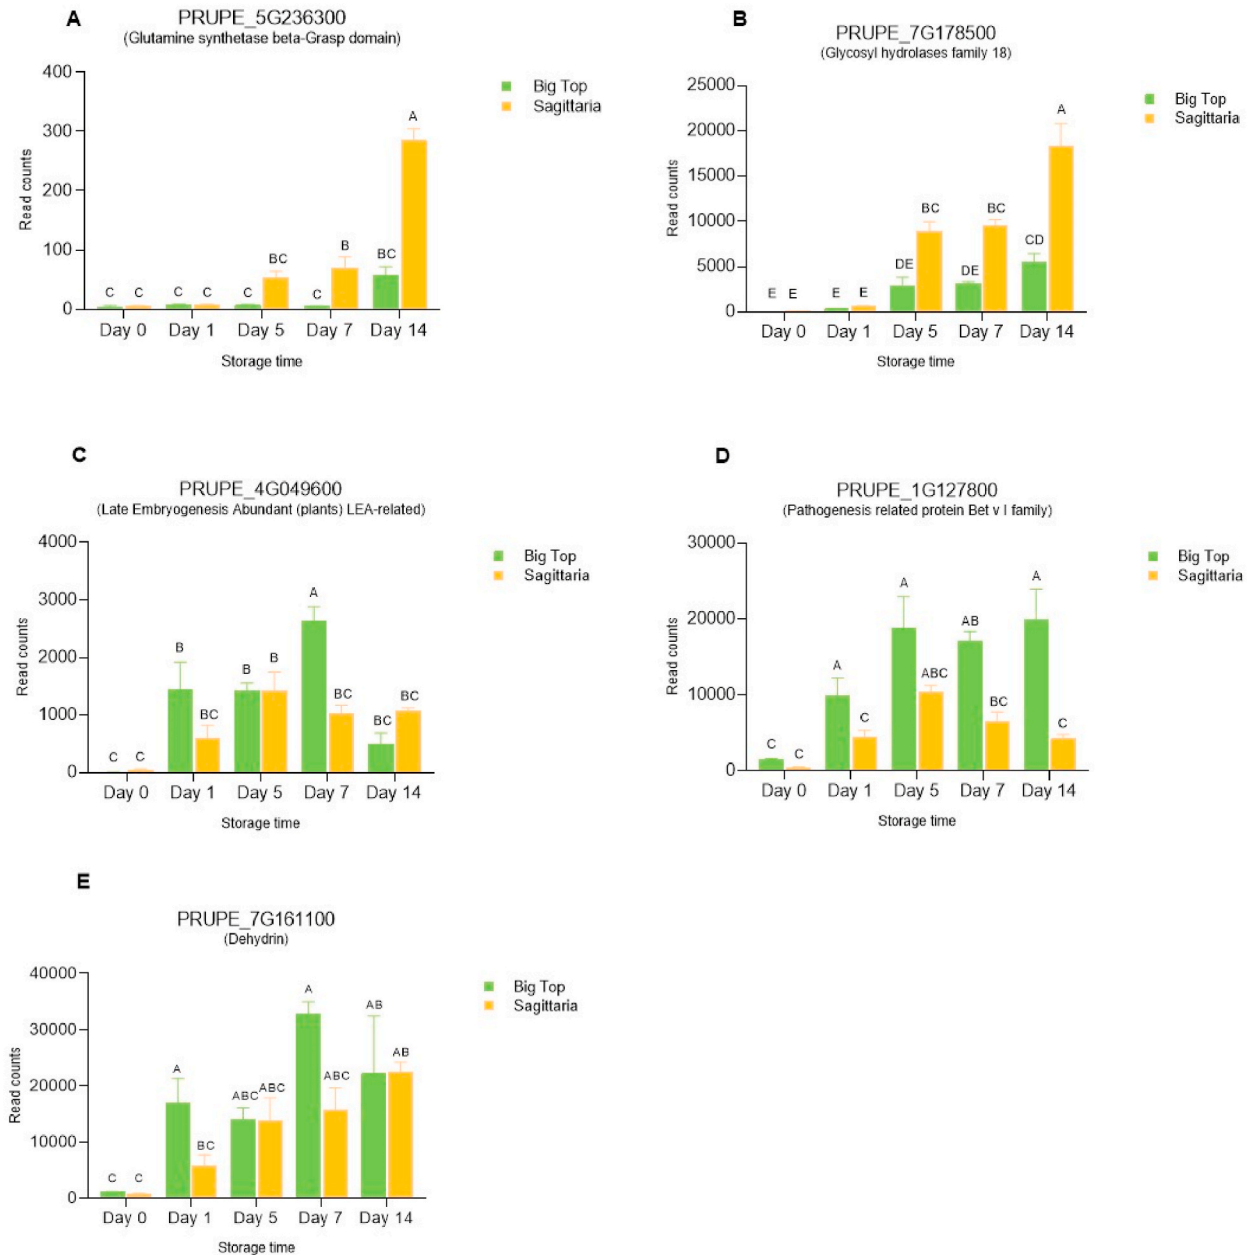 A
PRUPE_5G236300
(Glutamine synthetase beta-Grasp domain)
Big Top
Sagittaria
Read counts
400
300
200
100
0
C C C C C BC C B BC A
Day 0 Day 1 Day 5 Day 7 Day 14
Storage time
B
PRUPE_7G178500
(Glycosyl hydrolases family 18)
Big Top
Sagittaria
Read counts
25000
20000
15000
10000
5000
0
E E E E DE BC DE BC CD A
Day 0 Day 1 Day 5 Day 7 Day 14
Storage time
C
PRUPE_4G049600
(Late Embryogenesis Abundant (plants) LEA-related)
Big Top
Sagittaria
Read counts
4000
3000
2000
1000
0
C C B BC B B A BC BC BC
Day 0 Day 1 Day 5 Day 7 Day 14
Storage time
D
PRUPE_1G127800
(Pathogenesis related protein Bet v I family)
Big Top
Sagittaria
Read counts
30000
20000
10000
0
C C A C A ABC AB BC A C
Day 0 Day 1 Day 5 Day 7 Day 14
Storage time
E
PRUPE_7G161100
(Dehydrin)
Big Top
Sagittaria
Read counts
40000
30000
20000
10000
0
C C A BC ABC ABC A ABC AB AB
Day 0 Day 1 Day 5 Day 7 Day 14
Storage time